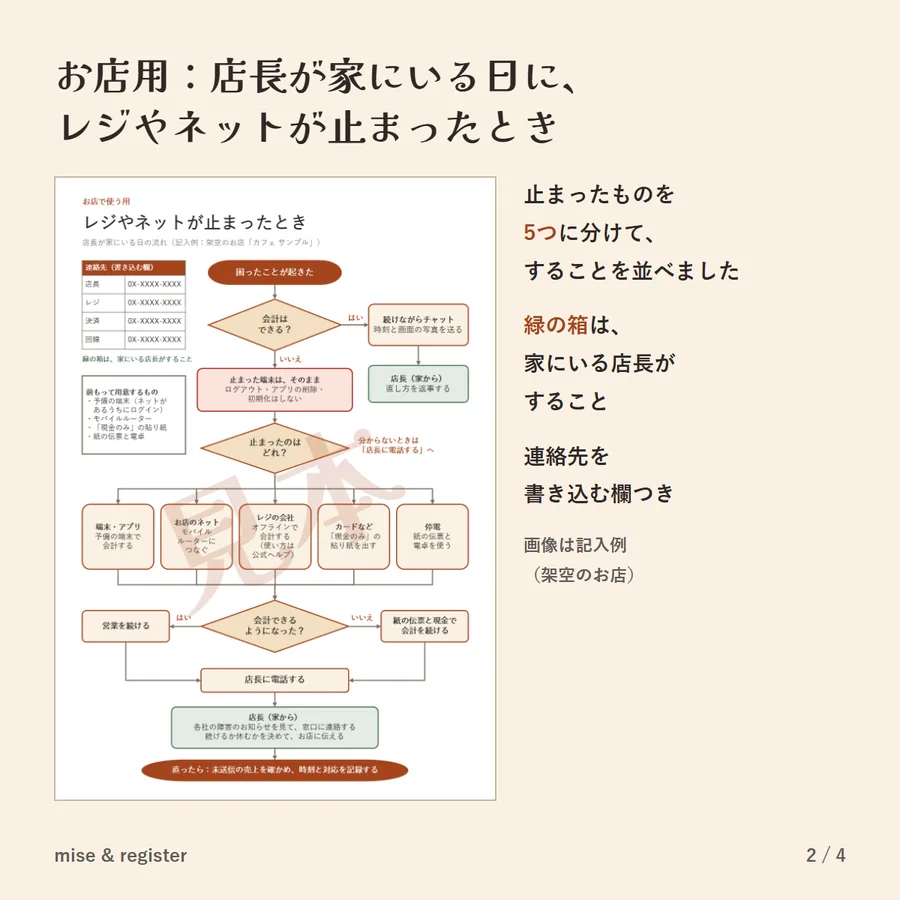 お店用：店長が家にいる日に、
レジやネットが止まったとき
お店で使う用
レジやネットが止まったとき
店長が家にいる日の流れ（記入例：架空のお店「カフェ サンプル」）
連絡先（書き込む欄）
店長 0X-XXXX-XXXX
レジ 0X-XXXX-XXXX
決済 0X-XXXX-XXXX
回線 0X-XXXX-XXXX
緑の箱は、家にいる店長がすること
前もって用意するもの
・予備の端末（ネットが
あるうちにログイン）
・モバイルルーター
・「現金のみ」の貼り紙
・紙の伝票と電卓
困ったことが起きた
会計は
できる？
はい
続けながらチャット
時刻と画面の写真を送る
店長（家から）
直し方を返事する
いいえ
止まった端末は、そのまま
ログアウト・アプリの削除・
初期化はしない
止まったのは
どれ？
分からないときは
「店長に電話する」へ
端末・アプリ
予備の端末で
会計する
お店のネット
モバイル
ルーターに
つなぐ
レジの会社
オフラインで
会計する
（使い方は
公式ヘルプ）
カードなど
「現金のみ」の
貼り紙を出す
停電
紙の伝票と
電卓を使う
見本
会計できる
ようになった？
はい
営業を続ける
いいえ
紙の伝票と現金で
会計を続ける
店長に電話する
店長（家から）
各社の障害のお知らせを見て、窓口に連絡する
続けるか休むかを決めて、お店に伝える
直ったら：未送信の売上を確かめ、時刻と対応を記録する
止まったものを
5つに分けて、
することを並べました
緑の箱は、
家にいる店長が
すること
連絡先を
書き込む欄つき
画像は記入例
（架空のお店）
mise & register
2 / 4